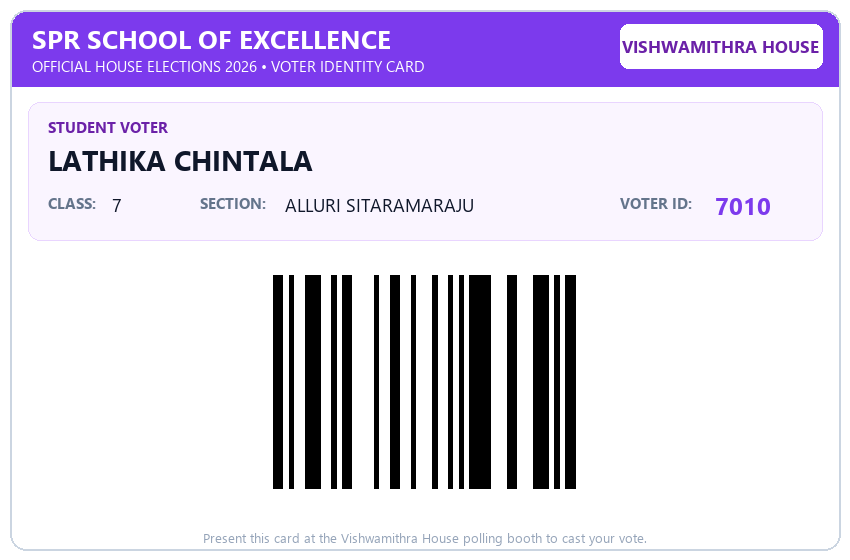 SPR SCHOOL OF EXCELLENCE
OFFICIAL HOUSE ELECTIONS 2026 • VOTER IDENTITY CARD
VISHWAMITHRA HOUSE
STUDENT VOTER
LATHIKA CHINTALA
CLASS: 7 SECTION: ALLURI SITARAMARAJU VOTER ID: 7010
Present this card at the Vishwamithra House polling booth to cast your vote.